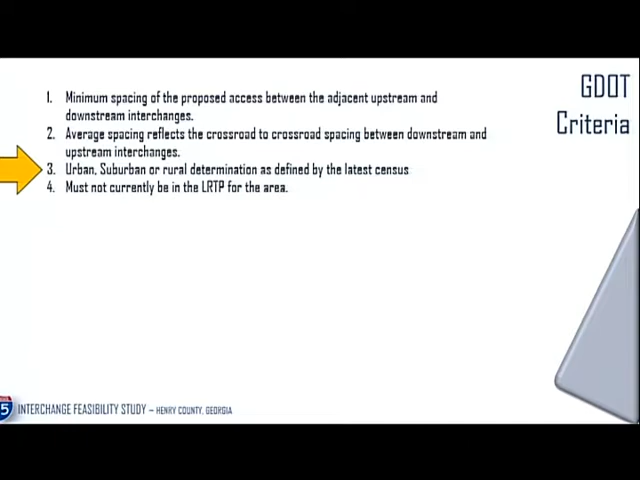 GDOT
Criteria
1. Minimum spacing of the proposed access between the adjacent upstream and
downstream interchanges.
2. Average spacing reflects the crossroad to crossroad spacing between downstream and
upstream interchanges.
3. Urban, Suburban or rural determination as defined by the latest census
4. Must not currently be in the LRTP for the area.
5 INTERCHANGE FEASIBILITY STUDY – HENRY COUNTY, GEORGIA